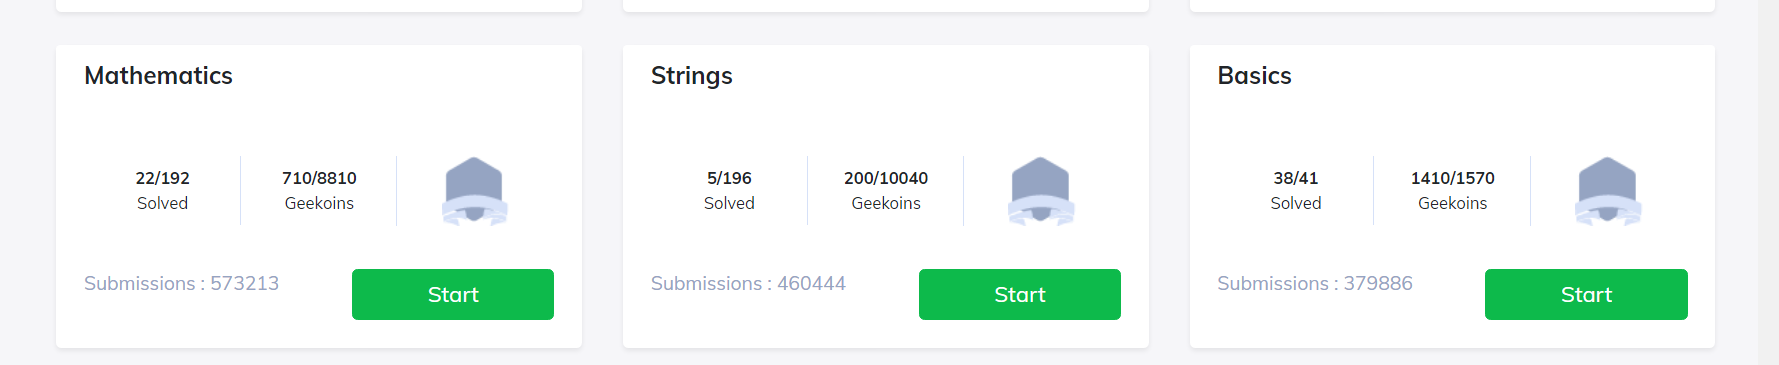 Mathematics
22/192
Solved
710/8810
Geekoins
Submissions : 573213
Start
Strings
5/196
Solved
200/10040
Geekoins
Submissions : 460444
Start
Basics
38/41
Solved
1410/1570
Geekoins
Submissions : 379886
Start